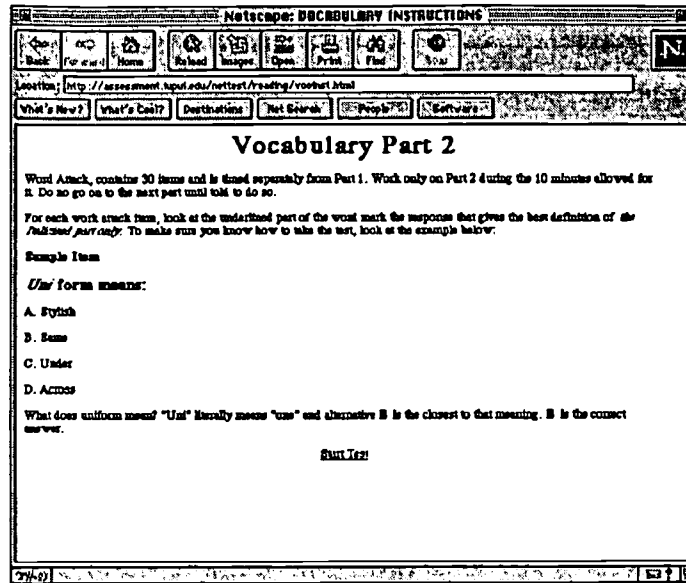 Netscape: VOCABULARY INSTRUCTIONS
Back Forward Home Reload Images Open Print Find Stop
N
Location: http://assessment.iupui.edu/nettest/reading/vocinst.html
What's New? What's Cool? Destinations Net Search People Software
Vocabulary Part 2
Word Attack, contains 30 items and is timed separately from Part 1. Work only on Part 2 during the 10 minutes allowed for
it. Do no go on to the next part until told to do so.
For each work attack item, look at the underlined part of the word mark the response that gives the best definition of the
italicized part only. To make sure you know how to take the test, look at the example below:
Sample Item
Uni form means:
A. Stylish
B. Same
C. Under
D. Across
What does uniform mean? "Uni" literally means "one" and alternative B is the closest to that meaning. B is the correct
answer.
Start Test